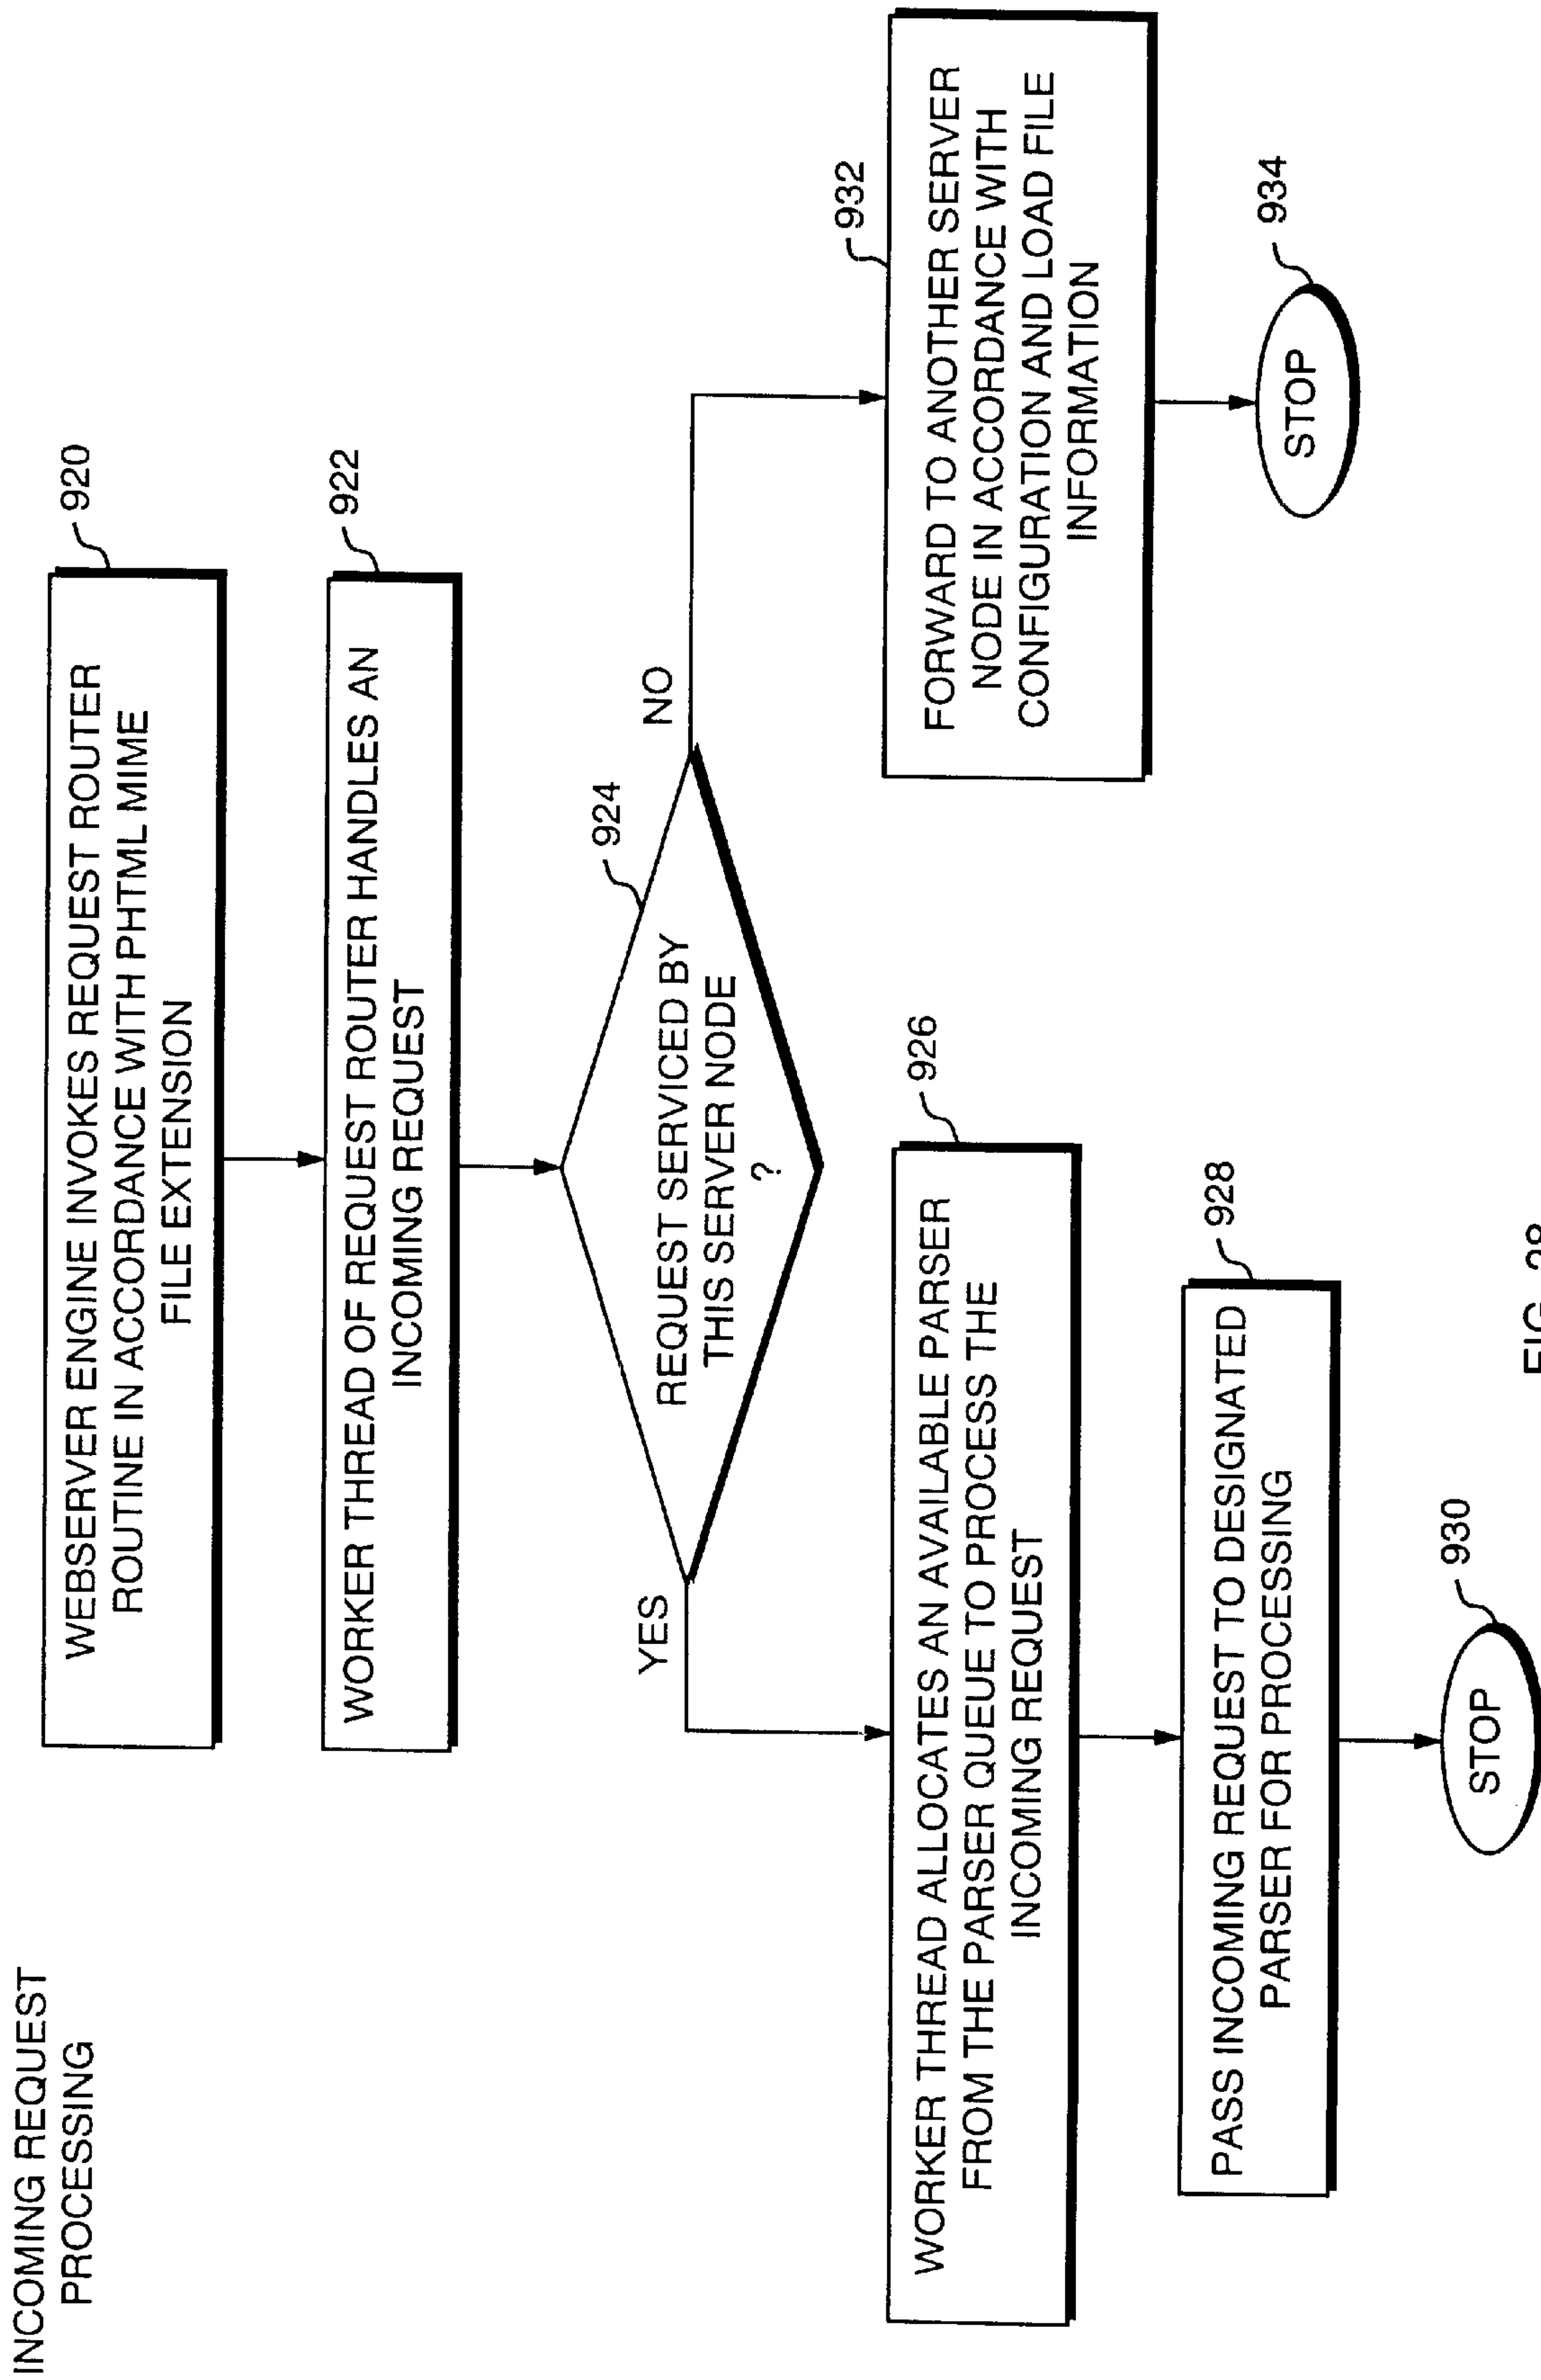 INCOMING REQUEST
PROCESSING
WEBSERVER ENGINE INVOKES REQUEST ROUTER
ROUTINE IN ACCORDANCE WITH PHTML MIME
FILE EXTENSION
920
WORKER THREAD OF REQUEST ROUTER HANDLES AN
INCOMING REQUEST
922
924
REQUEST SERVICED BY
THIS SERVER NODE
?
YES
NO
WORKER THREAD ALLOCATES AN AVAILABLE PARSER
FROM THE PARSER QUEUE TO PROCESS THE
INCOMING REQUEST
926
PASS INCOMING REQUEST TO DESIGNATED
PARSER FOR PROCESSING
928
STOP
930
932
FORWARD TO ANOTHER SERVER
NODE IN ACCORDANCE WITH
CONFIGURATION AND LOAD FILE
INFORMATION
STOP
934
FIG.